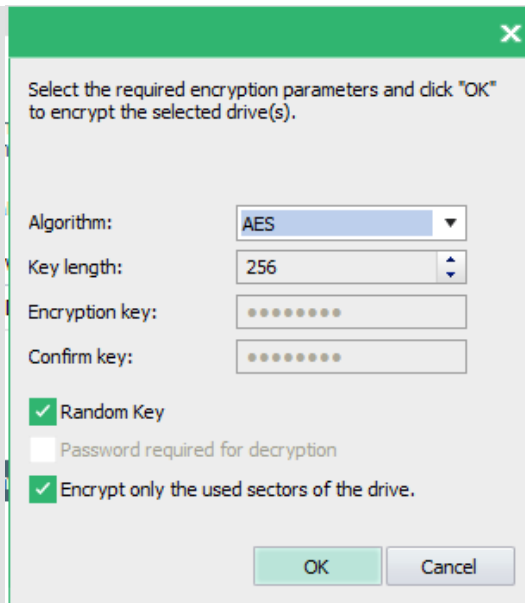 Select the required encryption parameters and click "OK"
to encrypt the selected drive(s).
Algorithm: AES
Key length: 256
Encryption key: ●●●●●●●●
Confirm key: ●●●●●●●●
Random Key
Password required for decryption
Encrypt only the used sectors of the drive.
OK Cancel